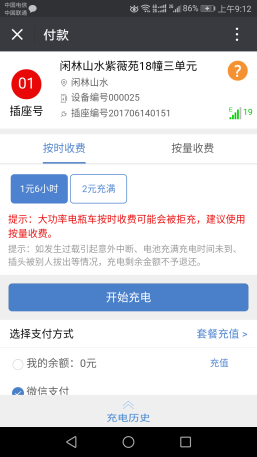 中国电信
中国联通
86%
上午9:12
付款
闲林山水紫薇苑18幢三单元
01
闲林山水
设备编号000025
插座号
插座编号201706140151
19
按时收费
按量收费
1元6小时
2元充满
提示：大功率电瓶车按时收费可能会被拒充，建议使用
按量收费。
提示：如发生过载引起意外中断、电池充满充电时间未到、
插头被别人拔出等情况，充电剩余金额不予退还。
开始充电
选择支付方式
套餐充值 >
我的余额：0元
充值
微信支付
充电历史